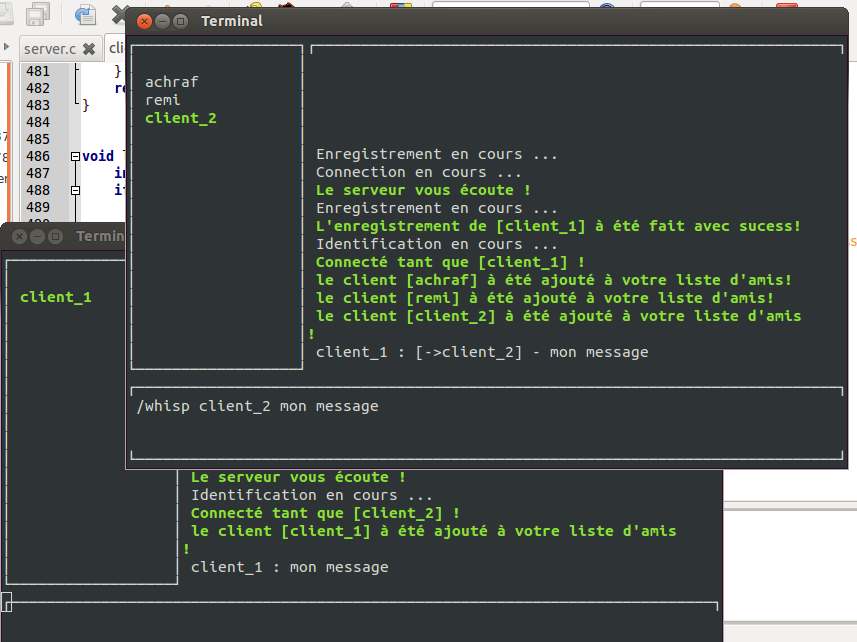 Terminal
server.c
cli
481 }
482 re
483 }
484
485
486 void
487 in
488 if
489
achraf
remi
client_2
Enregistrement en cours ...
Connection en cours ...
Le serveur vous écoute !
Enregistrement en cours ...
L'enregistrement de [client_1] à été fait avec sucess!
Identification en cours ...
Connecté tant que [client_1] !
le client [achraf] à été ajouté à votre liste d'amis!
le client [remi] à été ajouté à votre liste d'amis!
le client [client_2] à été ajouté à votre liste d'amis
!
client_1 : [->client_2] - mon message
/whisp client_2 mon message
Termin
client_1
Le serveur vous écoute !
Identification en cours ...
Connecté tant que [client_2] !
le client [client_1] à été ajouté à votre liste d'amis
!
client_1 : mon message